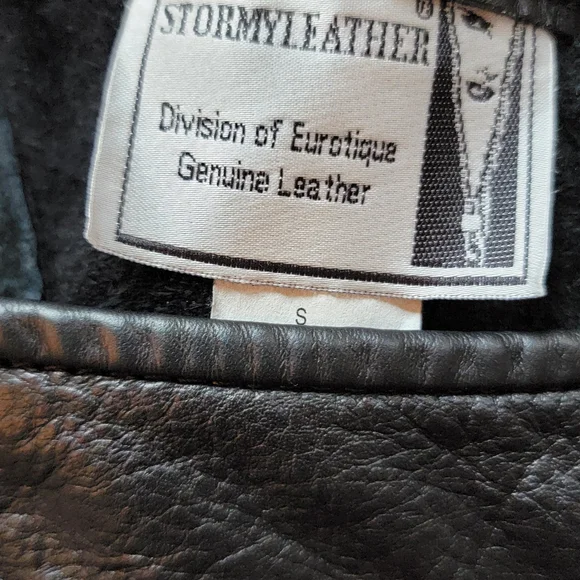 STORMYLEATHER®
Division of Eurotique
Genuine Leather
S